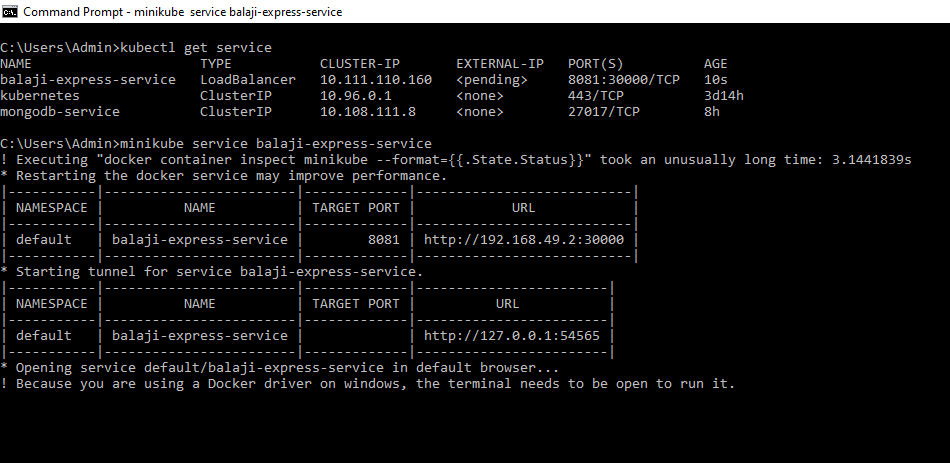 Command Prompt - minikube service balaji-express-service
C:\Users\Admin>kubectl get service
NAME                     TYPE           CLUSTER-IP       EXTERNAL-IP   PORT(S)          AGE
balaji-express-service   LoadBalancer   10.111.110.160   <pending>     8081:30000/TCP   10s
kubernetes               ClusterIP      10.96.0.1        <none>        443/TCP          3d14h
mongodb-service          ClusterIP      10.108.111.8     <none>        27017/TCP        8h
C:\Users\Admin>minikube service balaji-express-service
! Executing "docker container inspect minikube --format={{.State.Status}}" took an unusually long time: 3.1441839s
* Restarting the docker service may improve performance.
|-----------|------------------------|-------------|---------------------------|
| NAMESPACE |          NAME          | TARGET PORT |            URL            |
|-----------|------------------------|-------------|---------------------------|
| default   | balaji-express-service |        8081 | http://192.168.49.2:30000 |
|-----------|------------------------|-------------|---------------------------|
* Starting tunnel for service balaji-express-service.
|-----------|------------------------|-------------|------------------------|
| NAMESPACE |          NAME          | TARGET PORT |          URL           |
|-----------|------------------------|-------------|------------------------|
| default   | balaji-express-service |             | http://127.0.0.1:54565 |
|-----------|------------------------|-------------|------------------------|
* Opening service default/balaji-express-service in default browser...
! Because you are using a Docker driver on windows, the terminal needs to be open to run it.